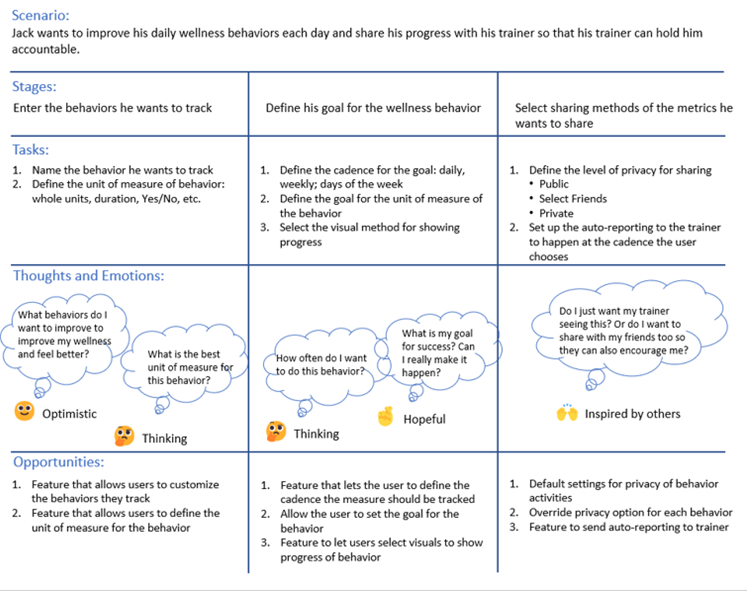 Scenario:
Jack wants to improve his daily wellness behaviors each day and share his progress with his trainer so that his trainer can hold him
accountable.
Stages:
Enter the behaviors he wants to track
Define his goal for the wellness behavior
Select sharing methods of the metrics he
wants to share
Tasks:
1. Name the behavior he wants to track
2. Define the unit of measure of behavior:
whole units, duration, Yes/No, etc.
1. Define the cadence for the goal: daily,
weekly; days of the week
2. Define the goal for the unit of measure of
the behavior
3. Select the visual method for showing
progress
1. Define the level of privacy for sharing
• Public
• Select Friends
• Private
2. Set up the auto-reporting to the trainer
to happen at the cadence the user
chooses
Thoughts and Emotions:
What behaviors do I
want to improve to
improve my wellness
and feel better?
Optimistic
What is the best
unit of measure for
this behavior?
Thinking
How often do I want
to do this behavior?
Thinking
What is my goal
for success? Can
I really make it
happen?
Hopeful
Do I just want my trainer
seeing this? Or do I want to
share with my friends too so
they can also encourage me?
Inspired by others
Opportunities:
1. Feature that allows users to customize
the behaviors they track
2. Feature that allows users to define the
unit of measure for the behavior
1. Feature that lets the user to define the
cadence the measure should be tracked
2. Allow the user to set the goal for the
behavior
3. Feature to let users select visuals to show
progress of behavior
1. Default settings for privacy of behavior
activities
2. Override privacy option for each behavior
3. Feature to send auto-reporting to trainer